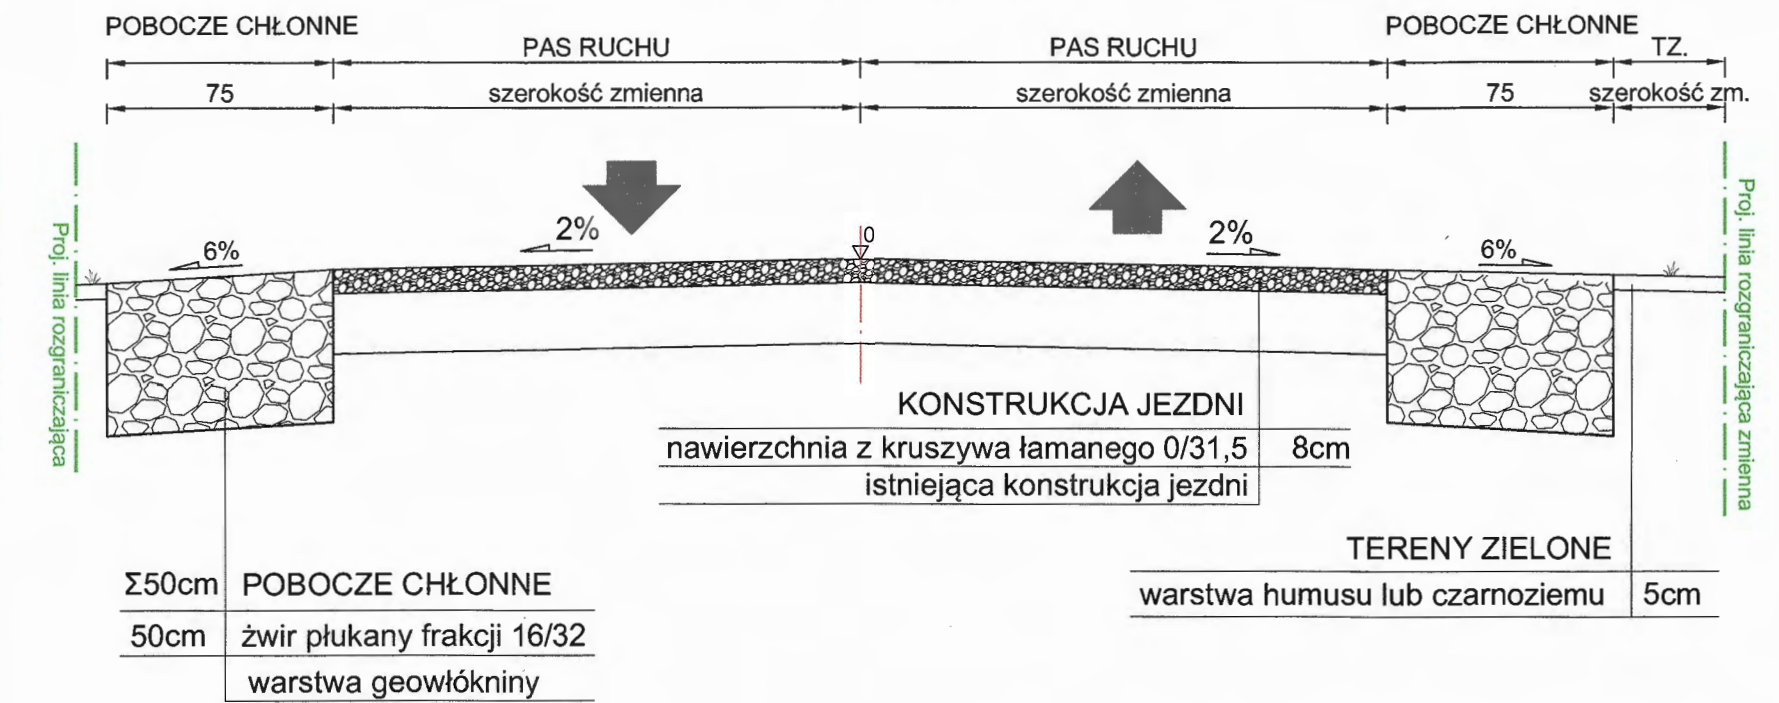 POBOCZE CHŁONNE
PAS RUCHU
PAS RUCHU
POBOCZE CHŁONNE
TZ.
75
szerokość zmienna
szerokość zmienna
75
szerokość zm.
6%
2%
0
2%
6%
Proj. linia rozgraniczająca
Proj. linia rozgraniczająca zmienna
KONSTRUKCJA JEZDNI
nawierzchnia z kruszywa łamanego 0/31,5 8cm
istniejąca konstrukcja jezdni
TERENY ZIELONE
warstwa humusu lub czarnoziemu 5cm
Σ50cm POBOCZE CHŁONNE
50cm żwir płukany frakcji 16/32
warstwa geowłókniny